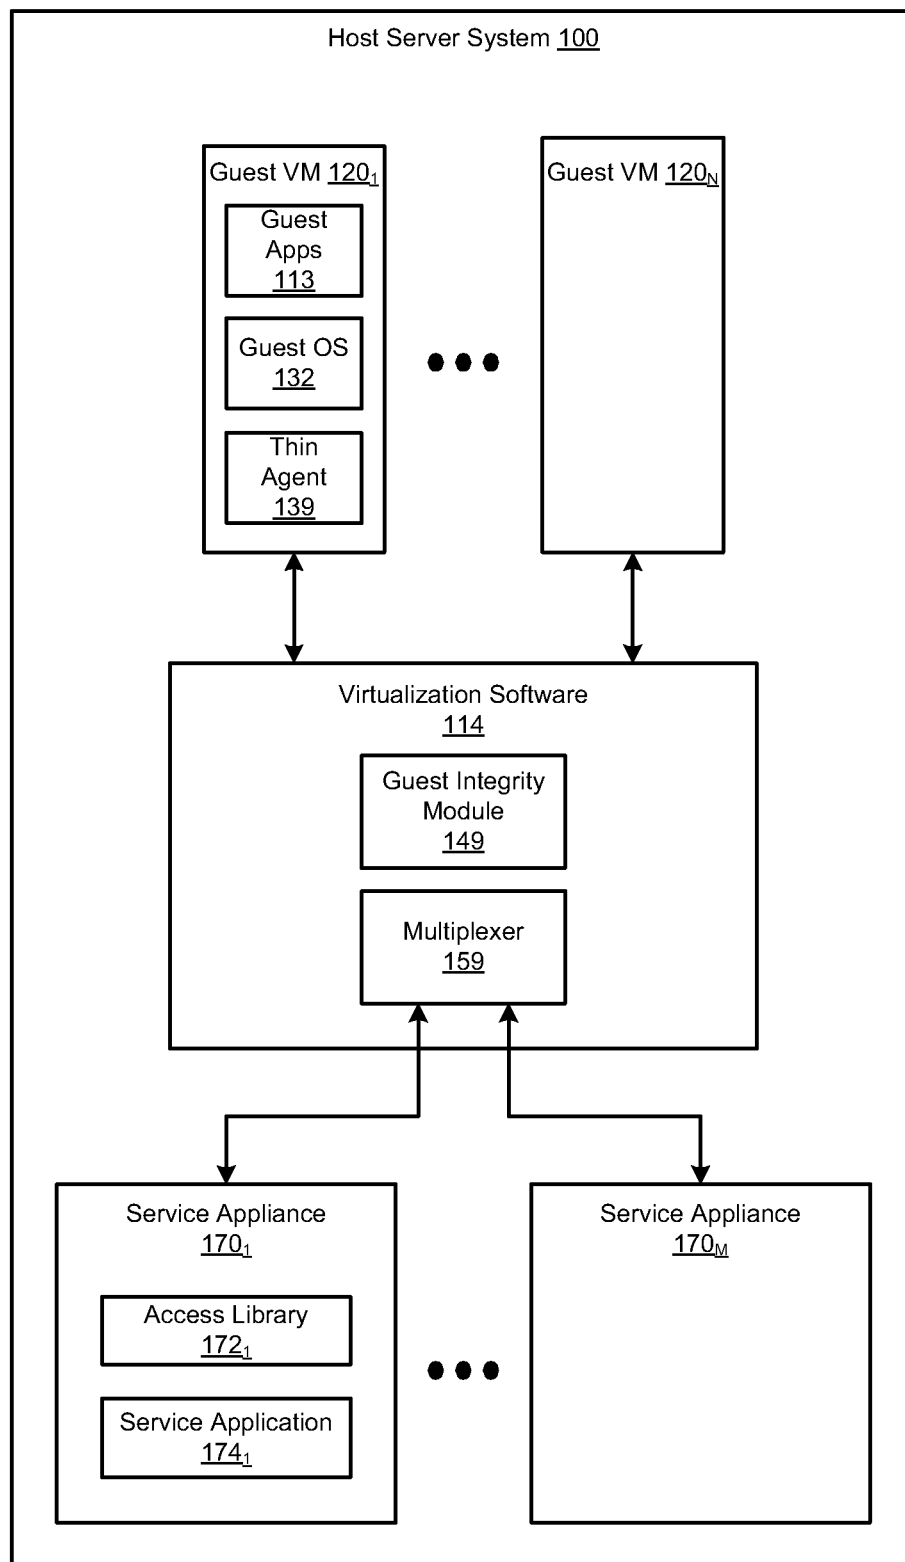 Host Server System 100
Guest VM 120₁
Guest
Apps
113
Guest OS
132
Thin
Agent
139
Guest VM 120N
Virtualization Software
114
Guest Integrity
Module
149
Multiplexer
159
Service Appliance
170₁
Access Library
172₁
Service Application
174₁
Service Appliance
170M